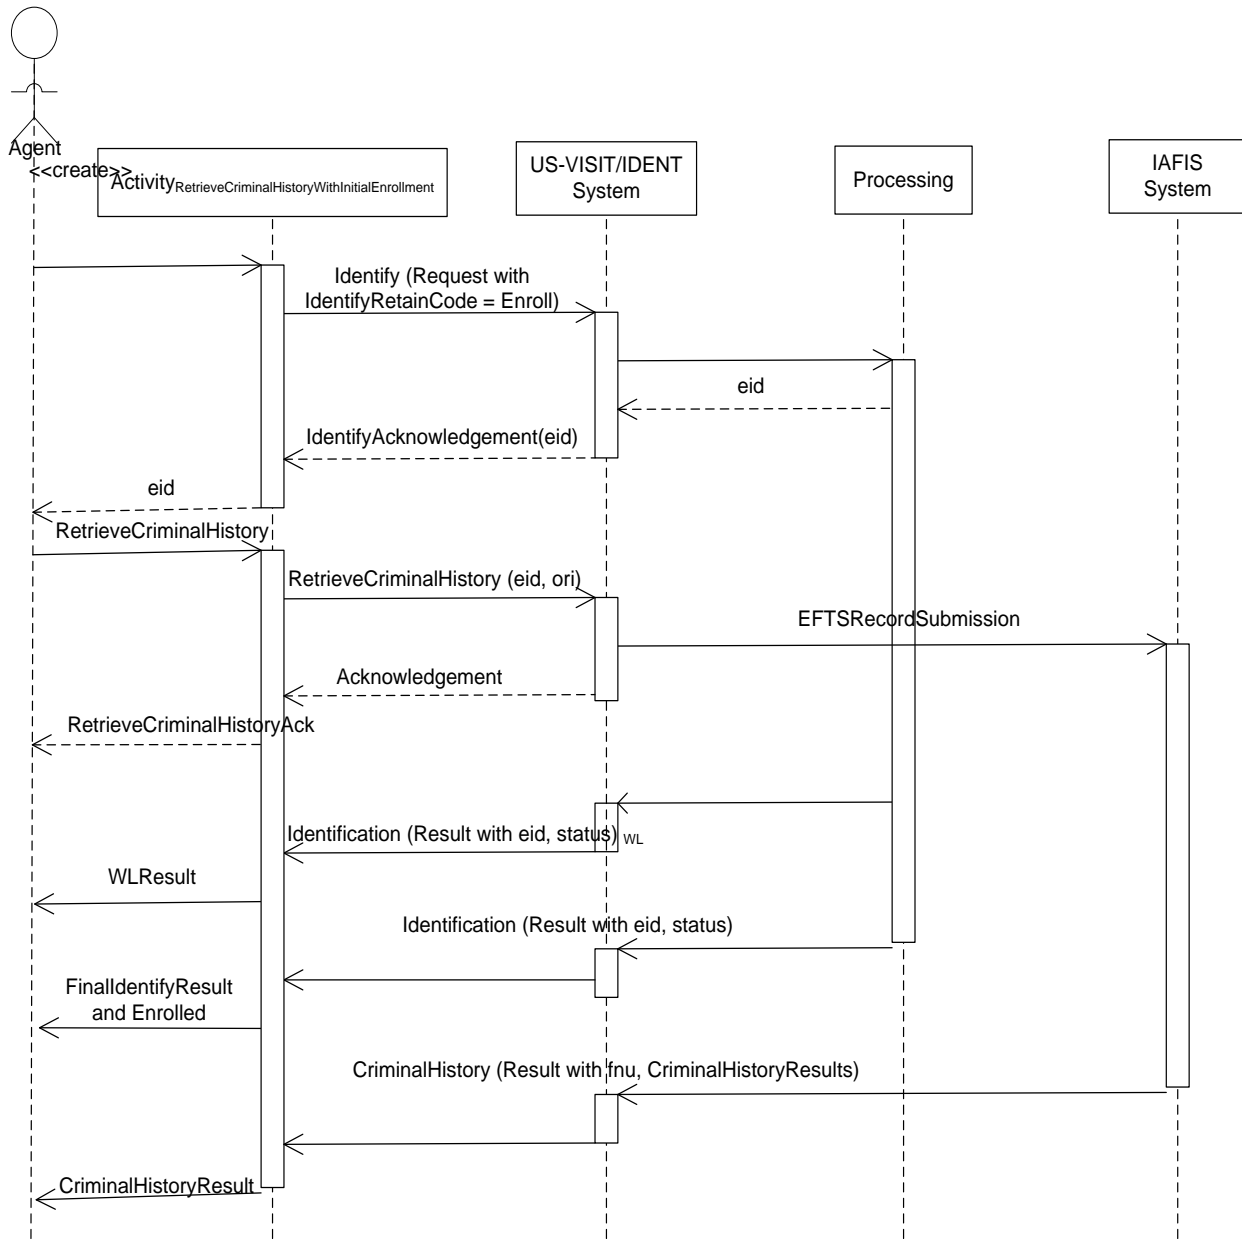 Agent
<<create>>
Activity RetrieveCriminalHistoryWithInitialEnrollment
US-VISIT/IDENT
System
Processing
IAFIS
System
Identify (Request with
IdentifyRetainCode = Enroll)
eid
IdentifyAcknowledgement(eid)
eid
RetrieveCriminalHistory
RetrieveCriminalHistory (eid, ori)
EFTSRecordSubmission
Acknowledgement
RetrieveCriminalHistoryAck
Identification (Result with eid, status) WL
WLResult
Identification (Result with eid, status)
FinalIdentifyResult
and Enrolled
CriminalHistory (Result with fnu, CriminalHistoryResults)
CriminalHistoryResult